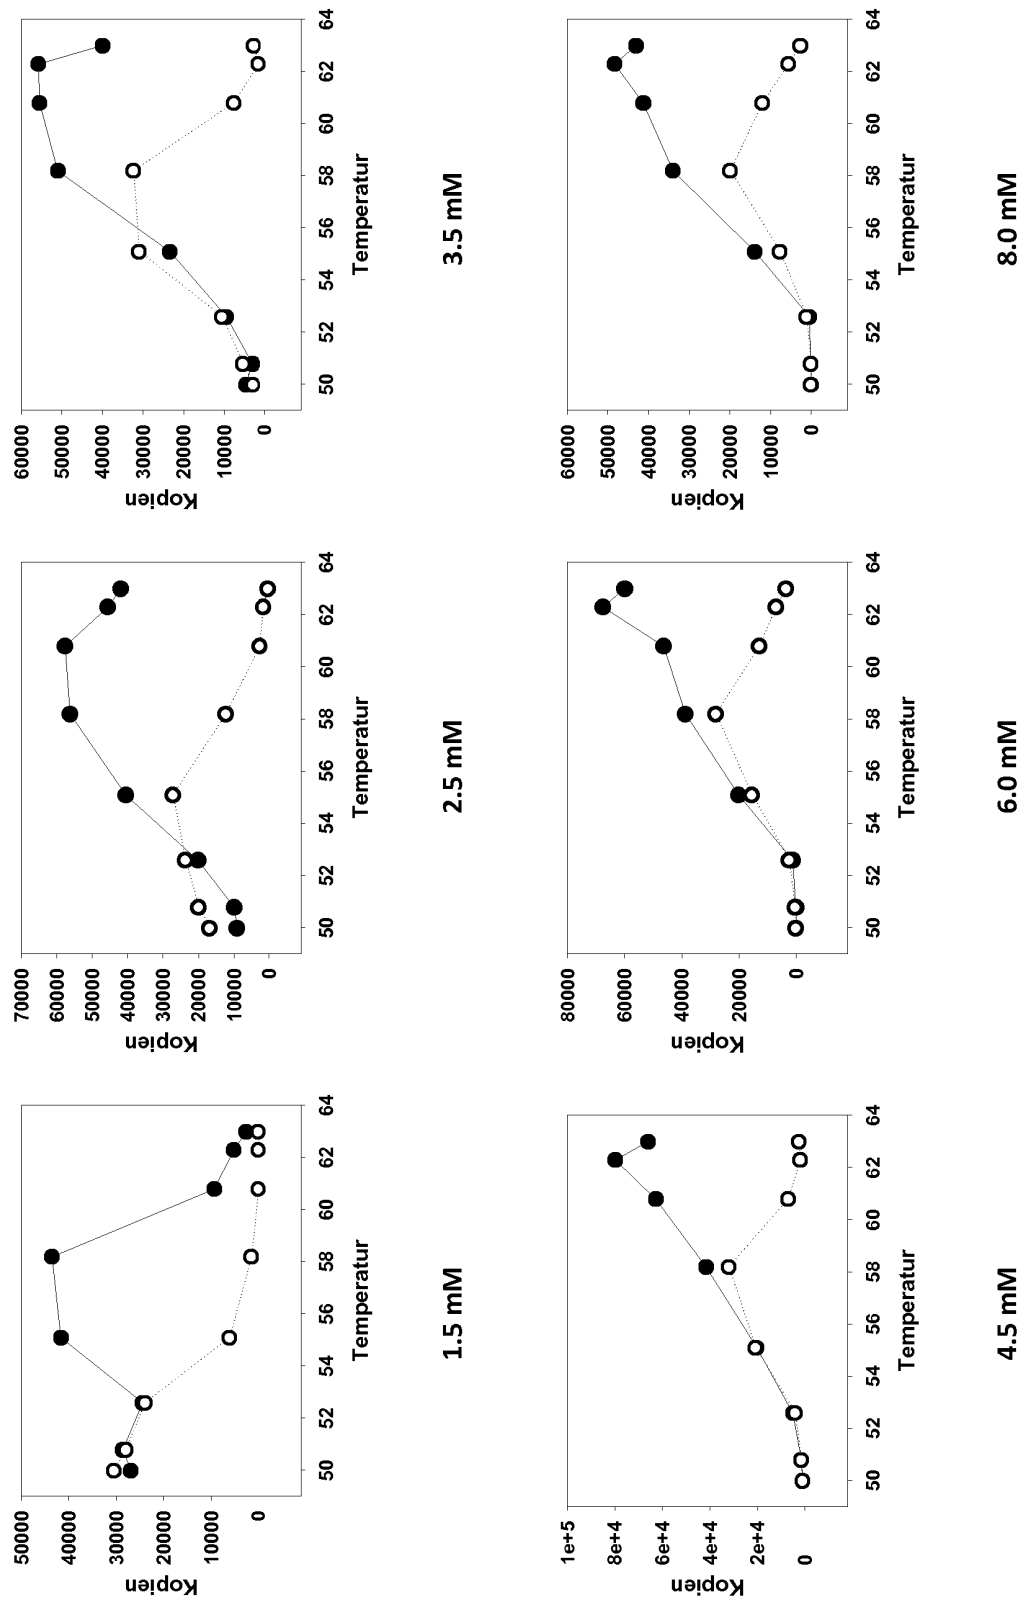 50000
40000
30000
20000
10000
0
Kopien
50 52 54 56 58 60 62 64
Temperatur
1.5 mM
70000
60000
50000
40000
30000
20000
10000
0
Kopien
50 52 54 56 58 60 62 64
Temperatur
2.5 mM
60000
50000
40000
30000
20000
10000
0
Kopien
50 52 54 56 58 60 62 64
Temperatur
3.5 mM
1e+5
8e+4
6e+4
4e+4
2e+4
0
Kopien
50 52 54 56 58 60 62 64
Temperatur
4.5 mM
80000
60000
40000
20000
0
Kopien
50 52 54 56 58 60 62 64
Temperatur
6.0 mM
60000
50000
40000
30000
20000
10000
0
Kopien
50 52 54 56 58 60 62 64
Temperatur
8.0 mM